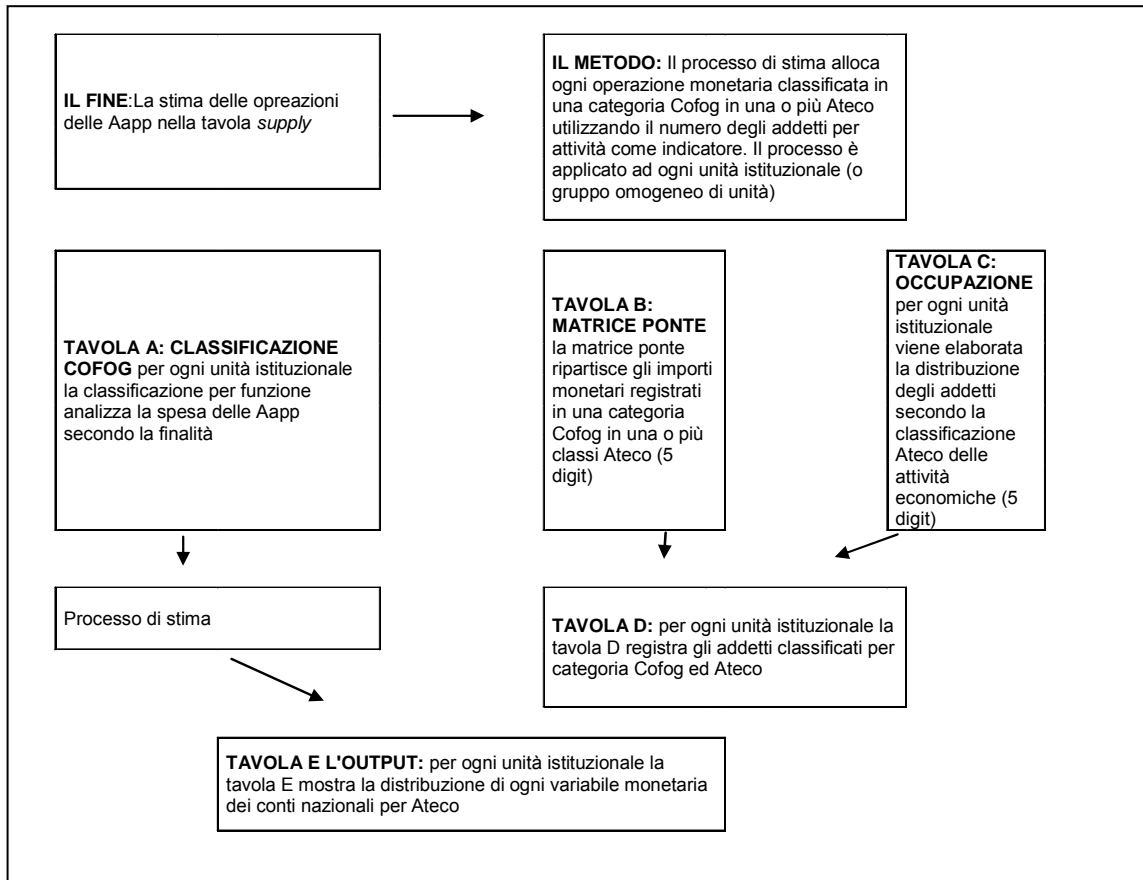 IL FINE:La stima delle opreazioni
delle Aapp nella tavola supply
IL METODO: Il processo di stima alloca
ogni operazione monetaria classificata in
una categoria Cofog in una o più Ateco
utilizzando il numero degli addetti per
attività come indicatore. Il processo è
applicato ad ogni unità istituzionale (o
gruppo omogeneo di unità)
TAVOLA A: CLASSIFICAZIONE
COFOG per ogni unità istituzionale
la classificazione per funzione
analizza la spesa delle Aapp
secondo la finalità
TAVOLA B:
MATRICE PONTE
la matrice ponte
ripartisce gli importi
monetari registrati
in una categoria
Cofog in una o più
classi Ateco (5
digit)
TAVOLA C:
OCCUPAZIONE
per ogni unità
istituzionale
viene elaborata
la distribuzione
degli addetti
secondo la
classificazione
Ateco delle
attività
economiche (5
digit)
Processo di stima
TAVOLA D: per ogni unità istituzionale la
tavola D registra gli addetti classificati per
categoria Cofog ed Ateco
TAVOLA E L'OUTPUT: per ogni unità istituzionale la
tavola E mostra la distribuzione di ogni variabile monetaria
dei conti nazionali per Ateco